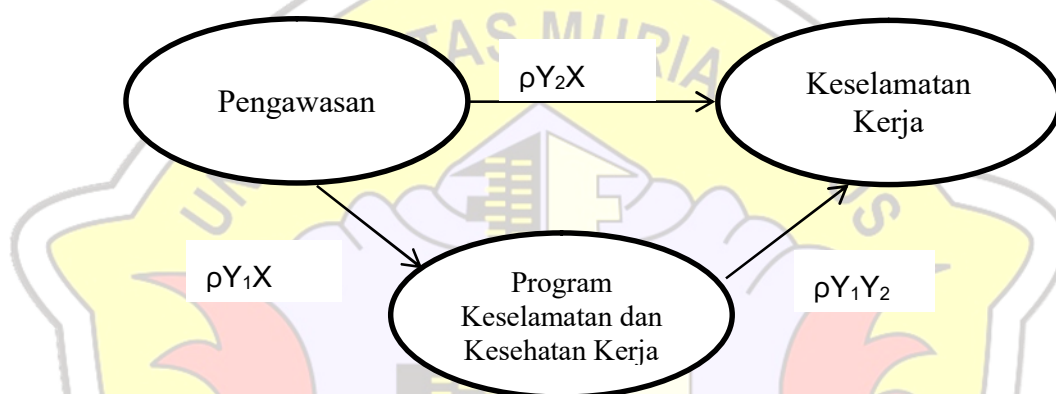 Pengawasan
ρY₂X
Keselamatan
Kerja
ρY₁X
Program
Keselamatan dan
Kesehatan Kerja
ρY₁Y₂